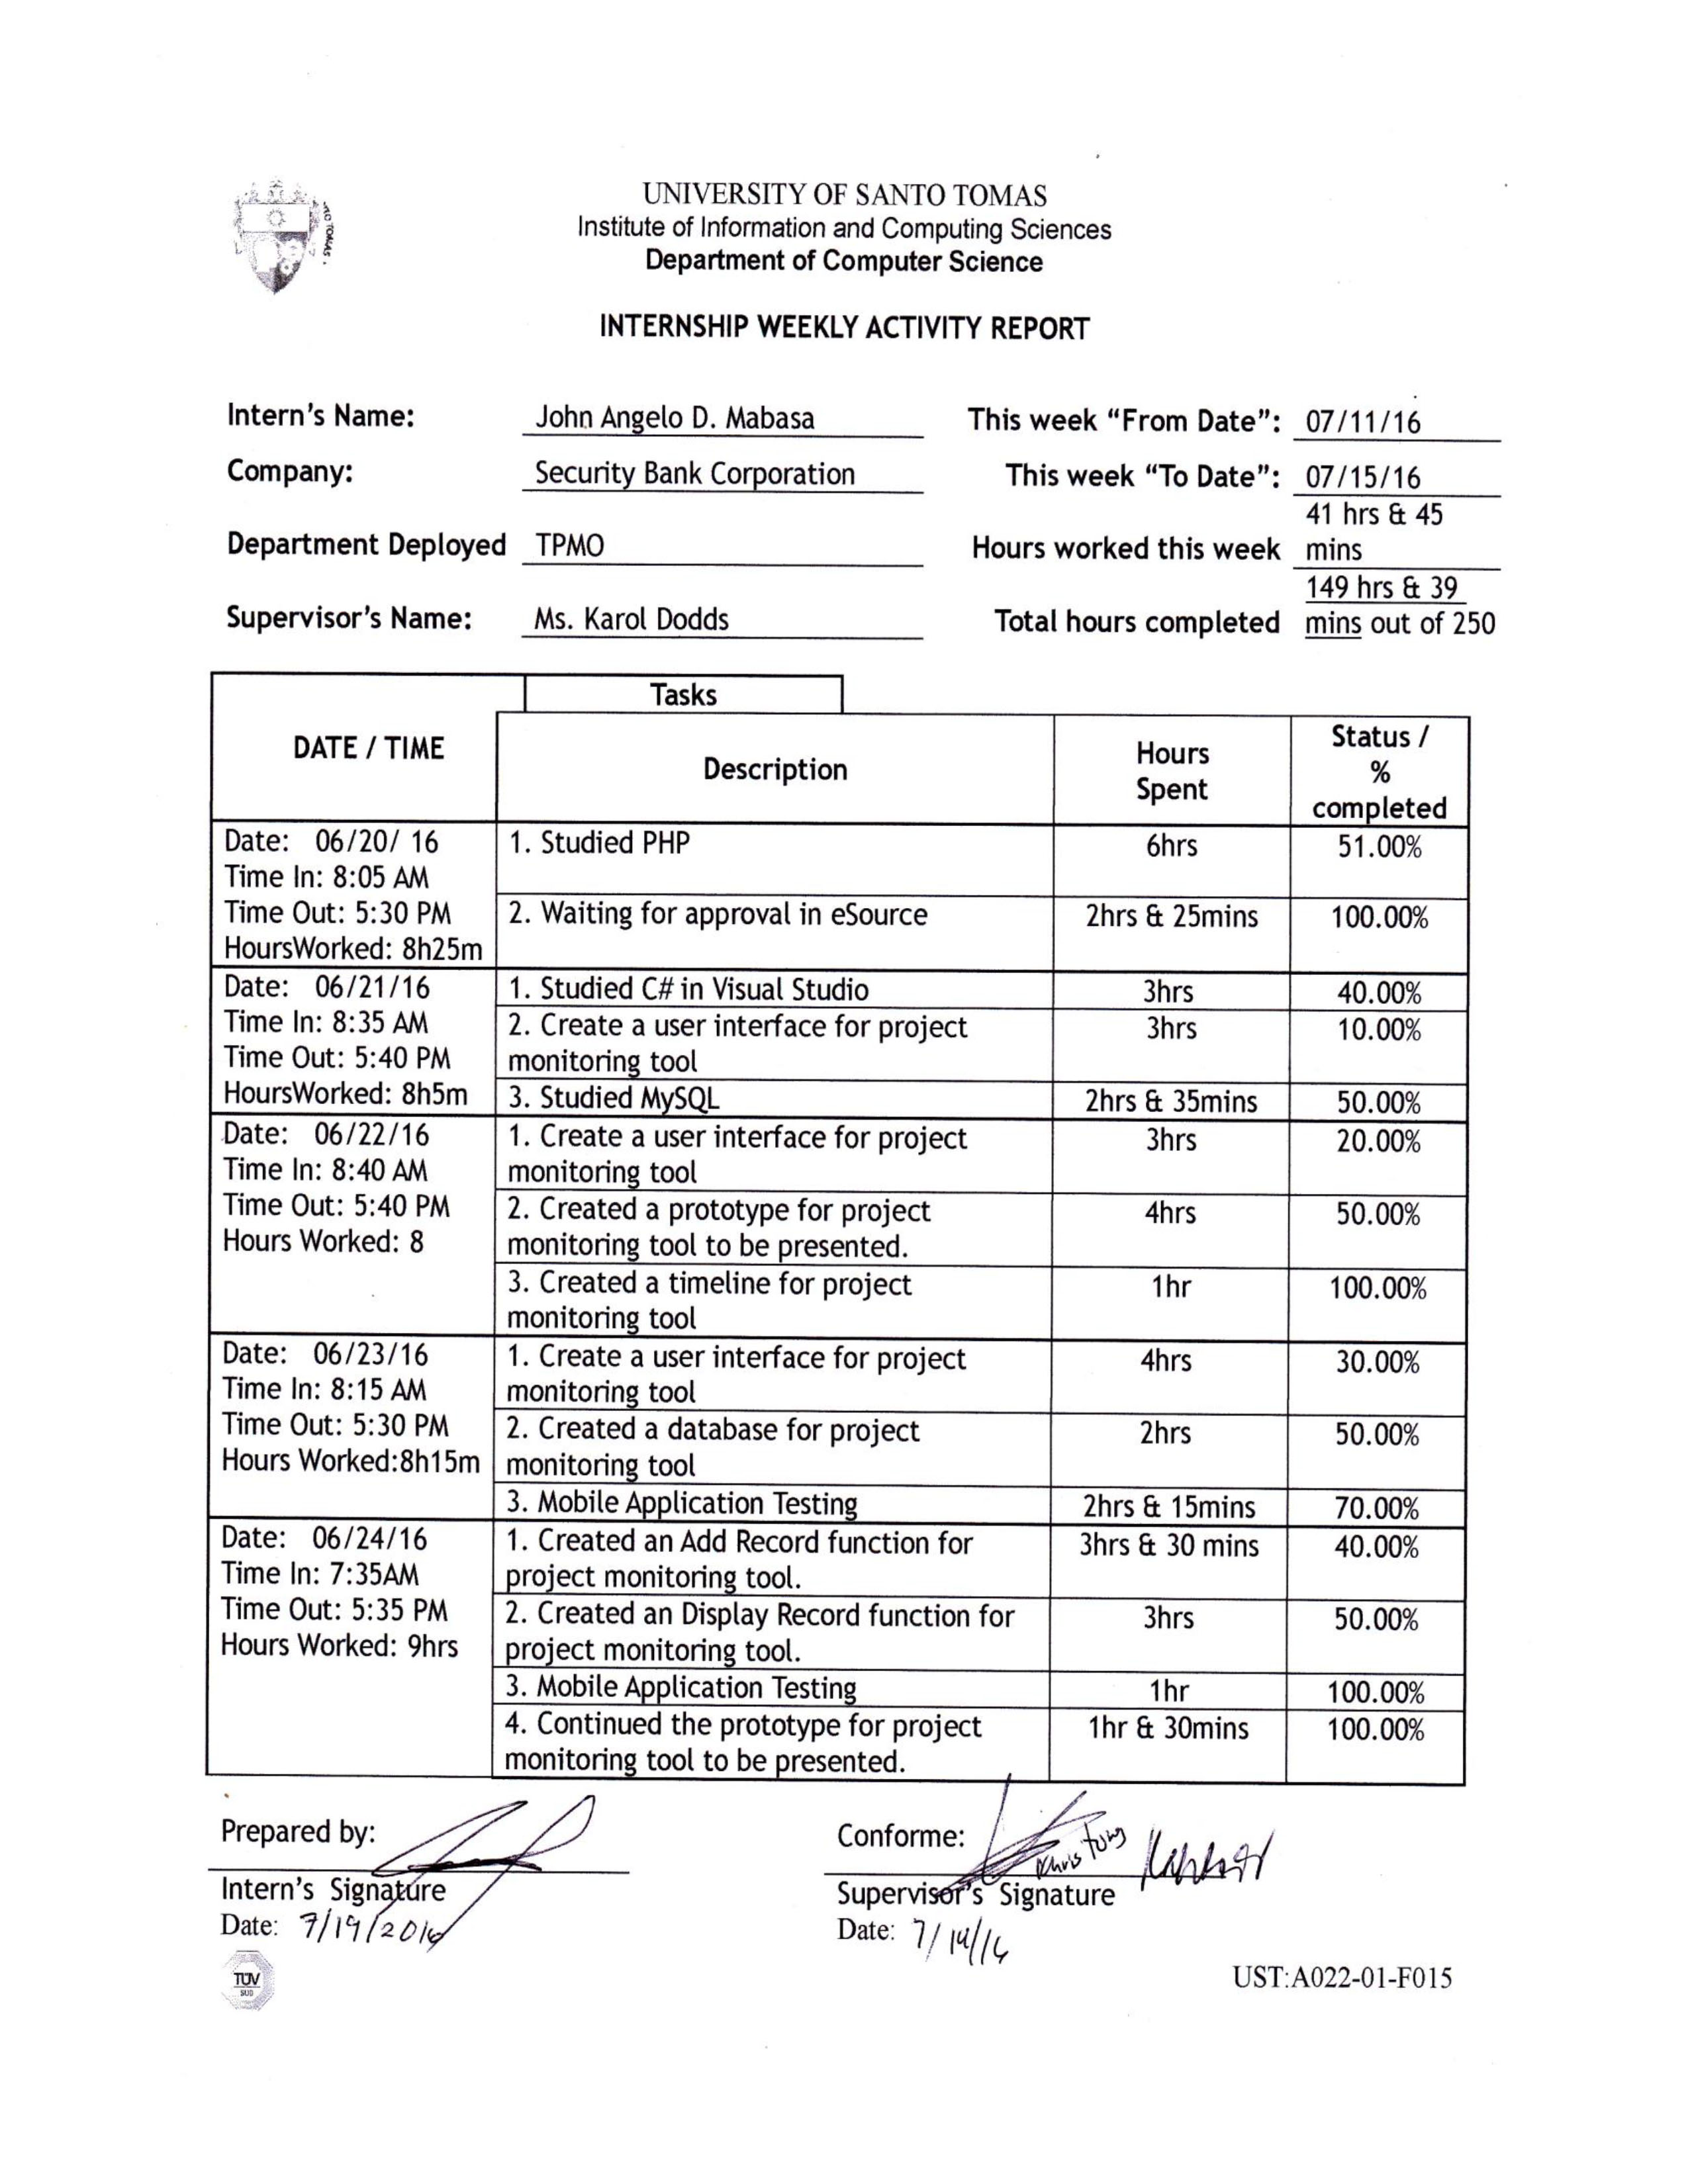 UNIVERSITY OF SANTO TOMAS
Institute of Information and Computing Sciences
Department of Computer Science
INTERNSHIP WEEKLY ACTIVITY REPORT
Intern's Name: John Angelo D. Mabasa This week "From Date": 07/11/16
Company: Security Bank Corporation This week "To Date": 07/15/16
41 hrs & 45
Department Deployed TPMO Hours worked this week mins
149 hrs & 39
Supervisor's Name: Ms. Karol Dodds Total hours completed mins out of 250
Tasks
DATE / TIME
Description
Hours
Spent
Status /
%
completed
Date: 06/20/ 16
Time In: 8:05 AM
Time Out: 5:30 PM
HoursWorked: 8h25m
1. Studied PHP 6hrs 51.00%
2. Waiting for approval in eSource 2hrs & 25mins 100.00%
Date: 06/21/16
Time In: 8:35 AM
Time Out: 5:40 PM
HoursWorked: 8h5m
1. Studied C# in Visual Studio 3hrs 40.00%
2. Create a user interface for project 3hrs 10.00%
monitoring tool
3. Studied MySQL 2hrs & 35mins 50.00%
Date: 06/22/16
Time In: 8:40 AM
Time Out: 5:40 PM
Hours Worked: 8
1. Create a user interface for project 3hrs 20.00%
monitoring tool
2. Created a prototype for project 4hrs 50.00%
monitoring tool to be presented.
3. Created a timeline for project 1hr 100.00%
monitoring tool
Date: 06/23/16
Time In: 8:15 AM
Time Out: 5:30 PM
Hours Worked:8h15m
1. Create a user interface for project 4hrs 30.00%
monitoring tool
2. Created a database for project 2hrs 50.00%
monitoring tool
3. Mobile Application Testing 2hrs & 15mins 70.00%
Date: 06/24/16
Time In: 7:35AM
Time Out: 5:35 PM
Hours Worked: 9hrs
1. Created an Add Record function for 3hrs & 30 mins 40.00%
project monitoring tool.
2. Created an Display Record function for 3hrs 50.00%
project monitoring tool.
3. Mobile Application Testing 1hr 100.00%
4. Continued the prototype for project 1hr & 30mins 100.00%
monitoring tool to be presented.
Prepared by:
Conforme:
Intern's Signature
Supervisor's Signature
Date: 7/19/2016
Date:
TÜV
SUD
UST:A022-01-F015